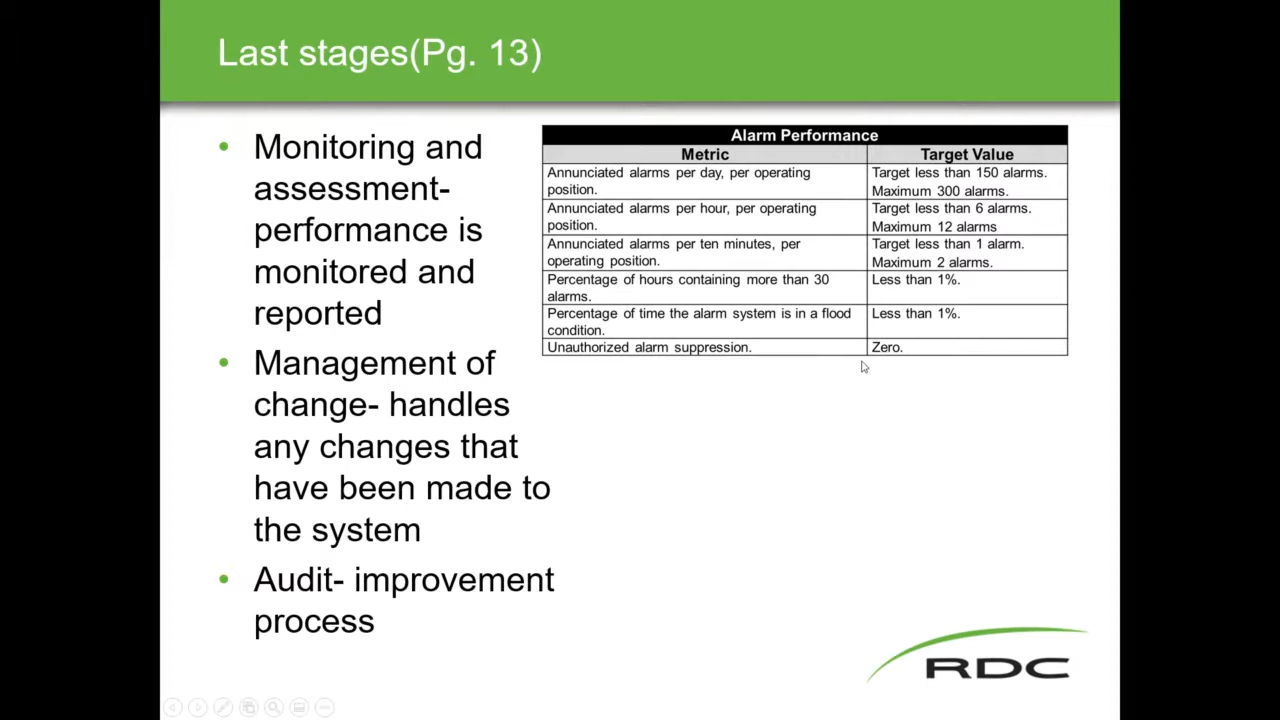 Last stages(Pg. 13)
• Monitoring and
assessment-
performance is
monitored and
reported
• Management of
change- handles
any changes that
have been made to
the system
• Audit- improvement
process
Alarm Performance
Metric Target Value
Annunciated alarms per day, per operating
position.
Target less than 150 alarms.
Maximum 300 alarms.
Annunciated alarms per hour, per operating
position.
Target less than 6 alarms.
Maximum 12 alarms
Annunciated alarms per ten minutes, per
operating position.
Target less than 1 alarm.
Maximum 2 alarms.
Percentage of hours containing more than 30
alarms.
Less than 1%.
Percentage of time the alarm system is in a flood
condition.
Less than 1%.
Unauthorized alarm suppression.
Zero.
RDC